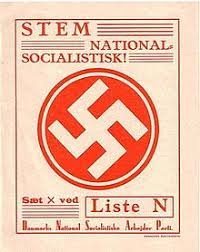 STEM
NATIONAL-
SOCIALISTISK!
Sæt X ved
Liste N
Danmarks National Socialistiske Arbejder Parti.